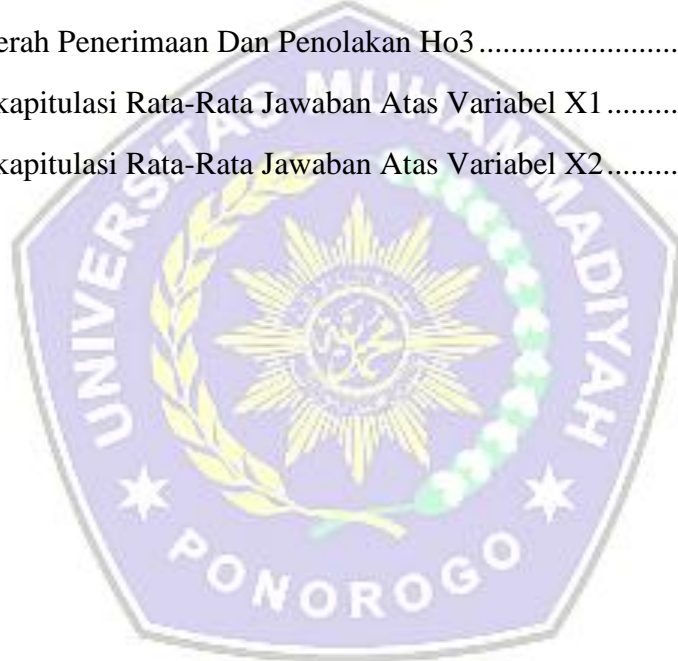 erah Penerimaan Dan Penolakan Ho3........................
kapitulasi Rata-Rata Jawaban Atas Variabel X1.........
kapitulasi Rata-Rata Jawaban Atas Variabel X2.........
UNIVERSITAS MUHAMMADIYAH
PONOROGO